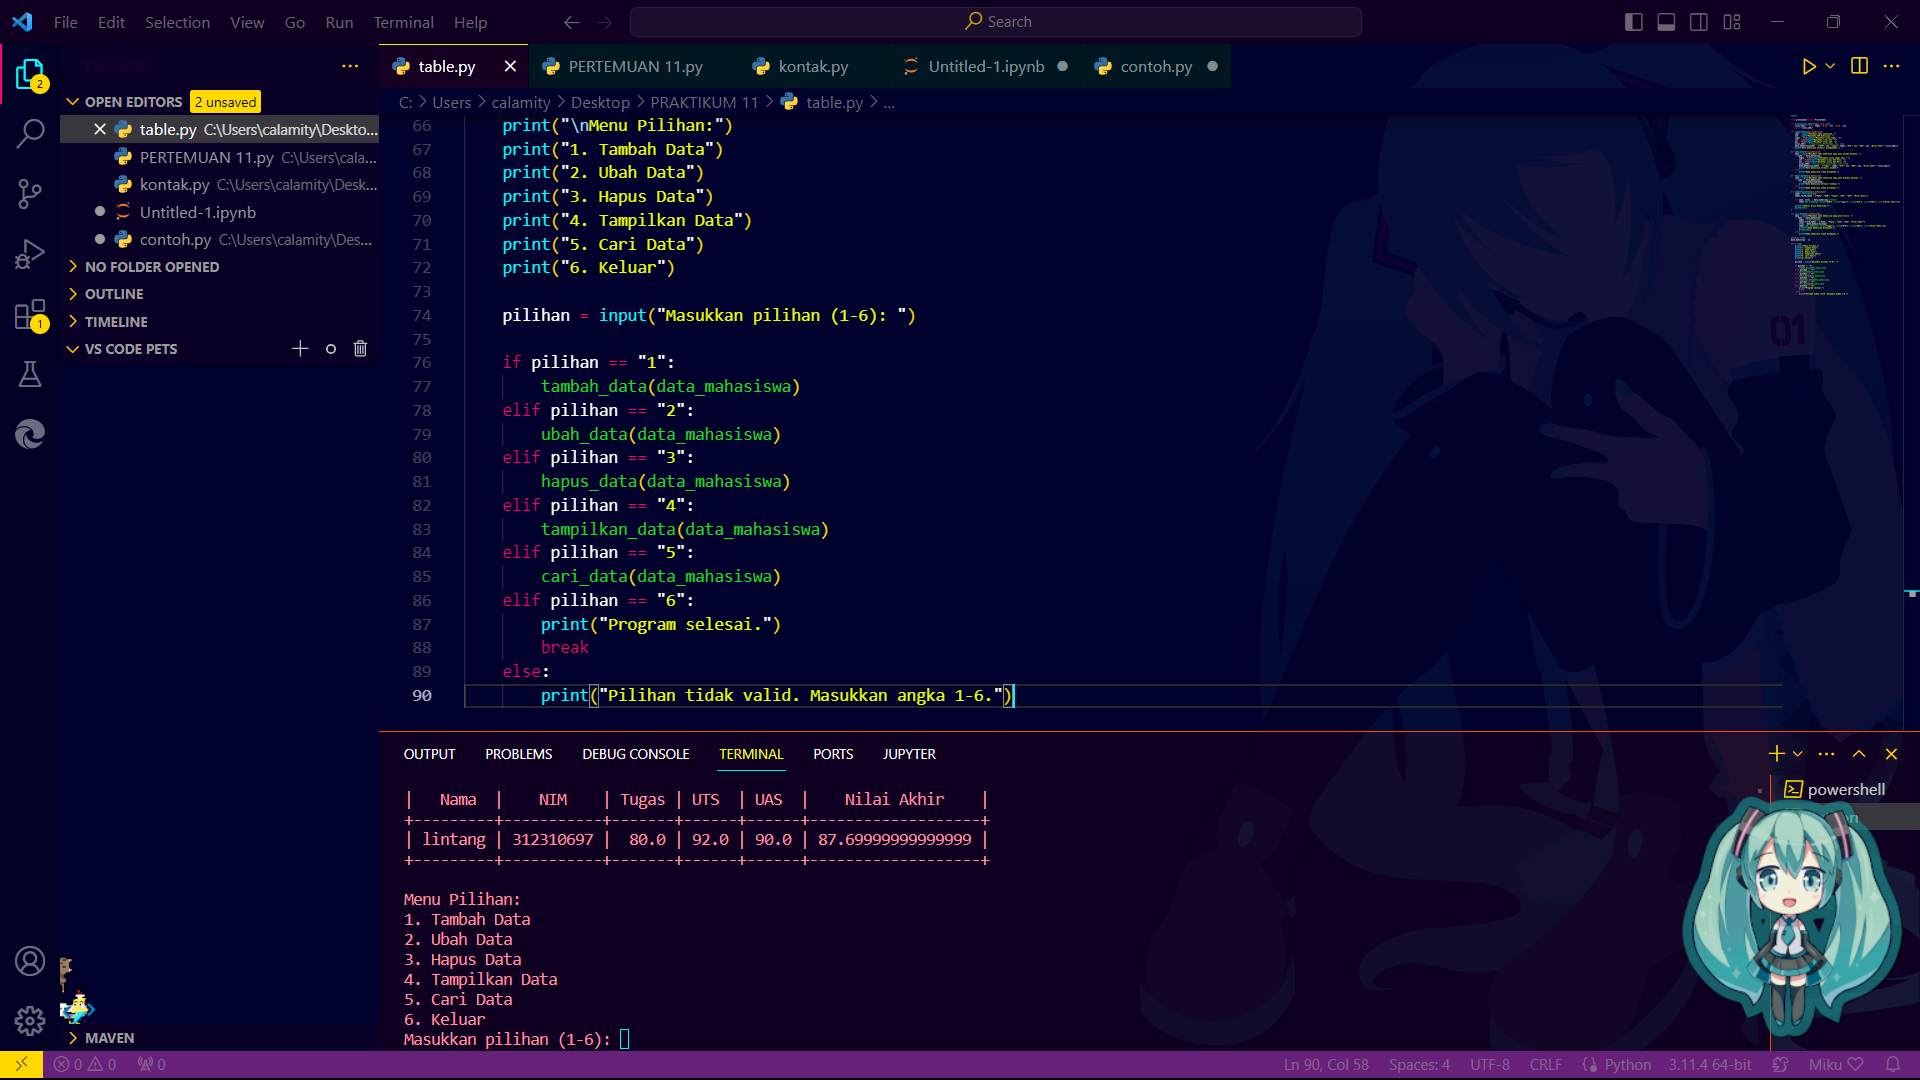 File Edit Selection View Go Run Terminal Help
Search
EXPLORER
OPEN EDITORS 2 unsaved
table.py C:\Users\calamity\Deskto...
PERTEMUAN 11.py C:\Users\cala...
kontak.py C:\Users\calamity\Desk...
Untitled-1.ipynb
contoh.py C:\Users\calamity\Des...
NO FOLDER OPENED
OUTLINE
TIMELINE
VS CODE PETS
MAVEN
2
1
table.py PERTEMUAN 11.py kontak.py Untitled-1.ipynb contoh.py
C: > Users > calamity > Desktop > PRAKTIKUM 11 > table.py > ...
66 print("\nMenu Pilihan:")
67 print("1. Tambah Data")
68 print("2. Ubah Data")
69 print("3. Hapus Data")
70 print("4. Tampilkan Data")
71 print("5. Cari Data")
72 print("6. Keluar")
73
74 pilihan = input("Masukkan pilihan (1-6): ")
75
76 if pilihan == "1":
77 tambah_data(data_mahasiswa)
78 elif pilihan == "2":
79 ubah_data(data_mahasiswa)
80 elif pilihan == "3":
81 hapus_data(data_mahasiswa)
82 elif pilihan == "4":
83 tampilkan_data(data_mahasiswa)
84 elif pilihan == "5":
85 cari_data(data_mahasiswa)
86 elif pilihan == "6":
87 print("Program selesai.")
88 break
89 else:
90 print("Pilihan tidak valid. Masukkan angka 1-6.")
01
OUTPUT PROBLEMS DEBUG CONSOLE TERMINAL PORTS JUPYTER
powershell
| Nama | NIM | Tugas | UTS | UAS | Nilai Akhir |
+---------+-----------+-------+------+------+-------------------+
| lintang | 312310697 | 80.0 | 92.0 | 90.0 | 87.69999999999999 |
+---------+-----------+-------+------+------+-------------------+
Menu Pilihan:
1. Tambah Data
2. Ubah Data
3. Hapus Data
4. Tampilkan Data
5. Cari Data
6. Keluar
Masukkan pilihan (1-6):
0 0 0 Ln 90, Col 58 Spaces: 4 UTF-8 CRLF Python 3.11.4 64-bit Miku